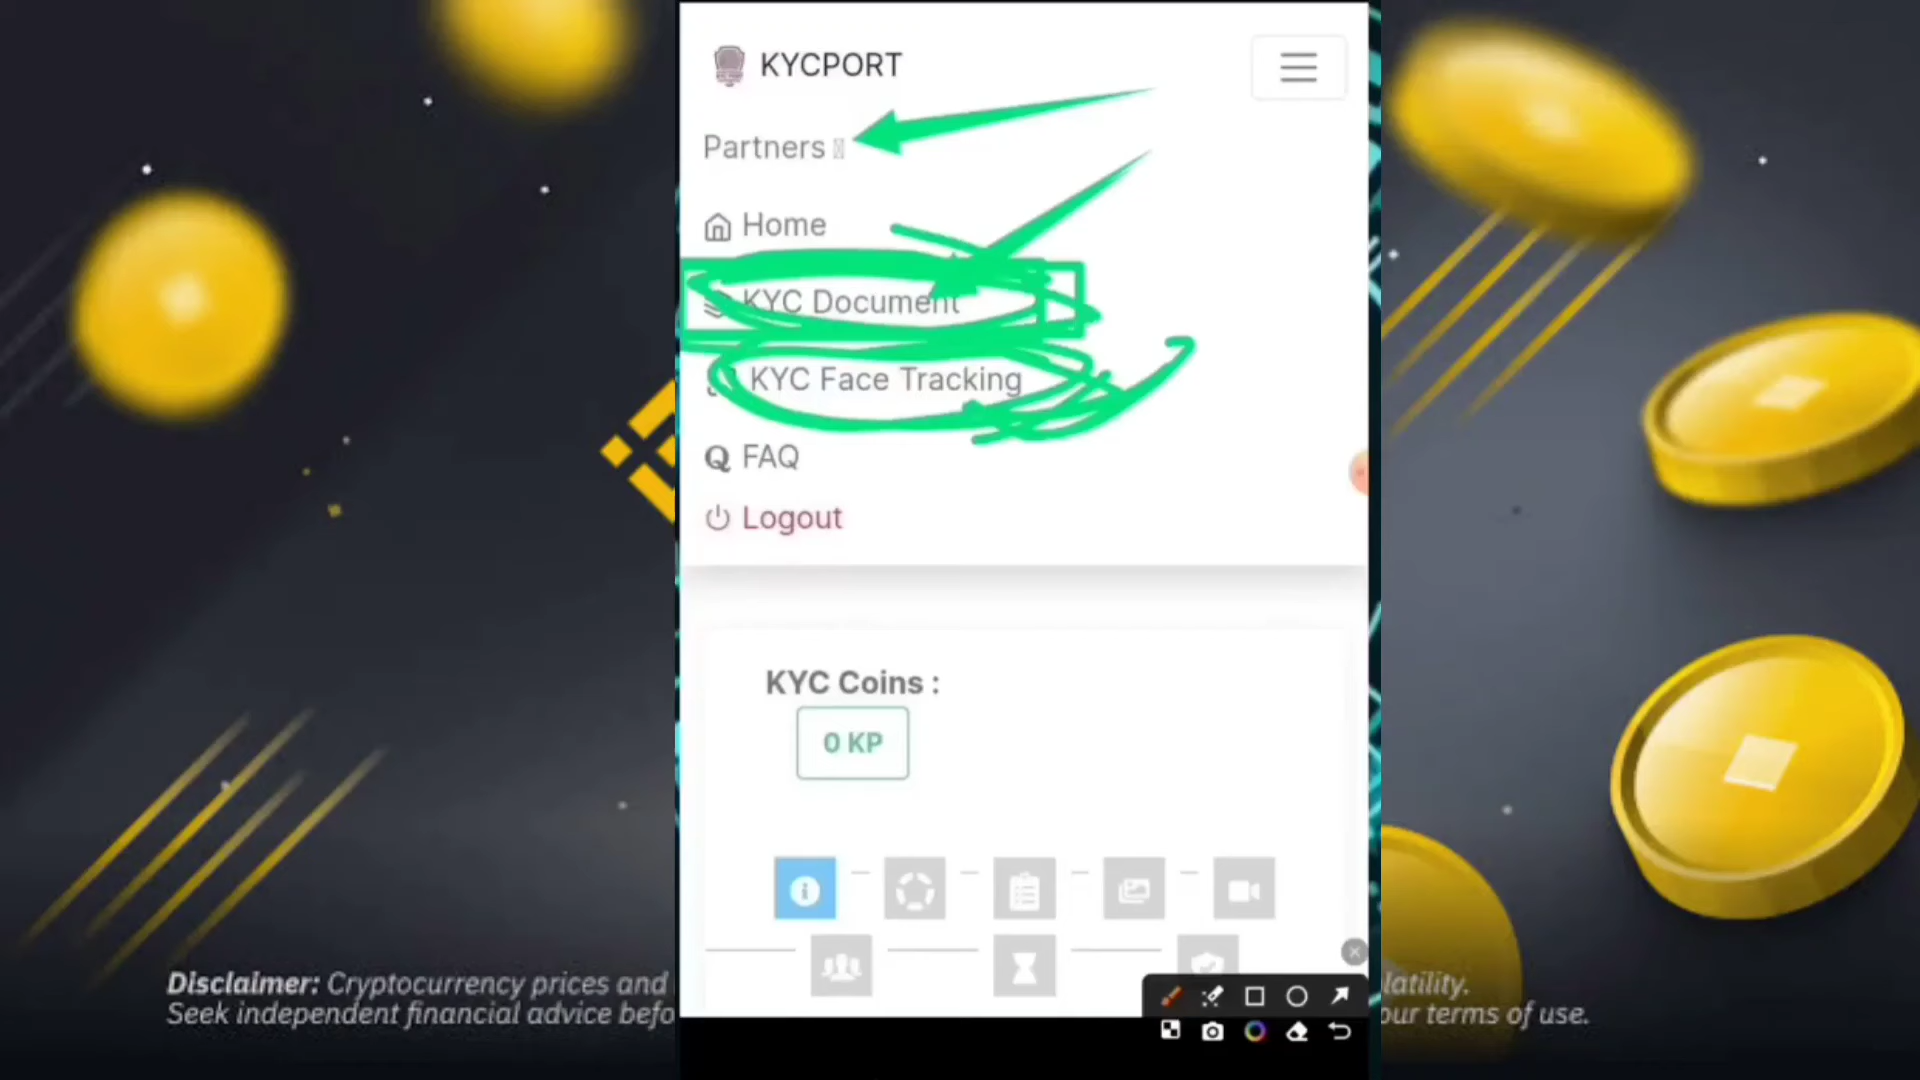 KYCPORT
Partners
Home
KYC Document
KYC Face Tracking
FAQ
Logout
KYC Coins :
0 KP
Disclaimer: Cryptocurrency prices and
latility.
Seek independent financial advice befo
our terms of use.